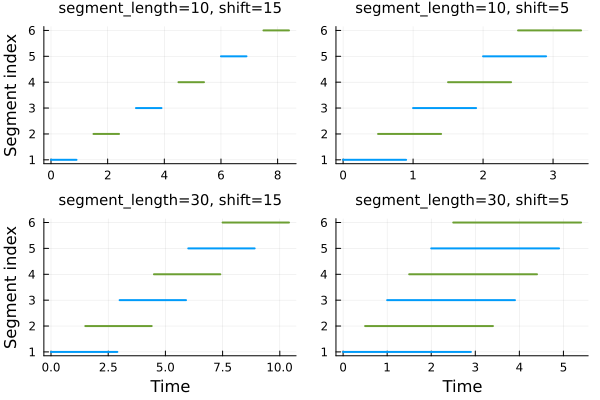 segment_length=10, shift=15
Segment index
6
5
4
3
2
1
0 2 4 6 8
segment_length=10, shift=5
6
5
4
3
2
1
0 1 2 3
segment_length=30, shift=15
Segment index
6
5
4
3
2
1
0.0 2.5 5.0 7.5 10.0
Time
segment_length=30, shift=5
6
5
4
3
2
1
0 1 2 3 4 5
Time